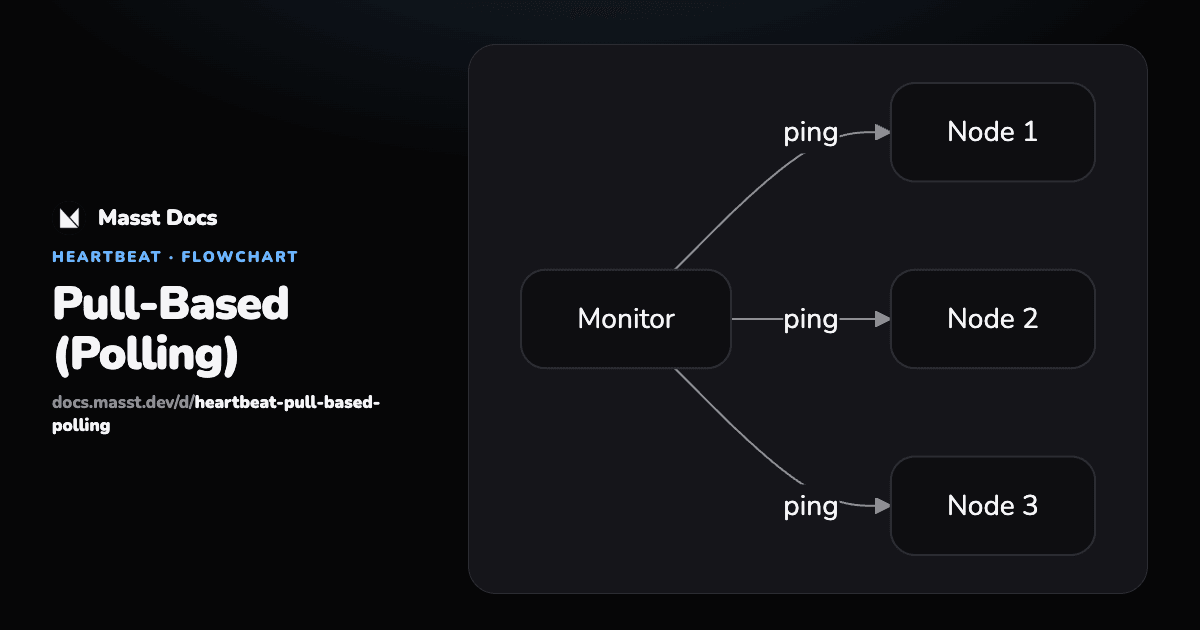 Masst Docs
HEARTBEAT · FLOWCHART
Pull-Based
(Polling)
docs.masst.dev/d/heartbeat-pull-based-
polling
ping
Node 1
Monitor
ping
Node 2
ping
Node 3